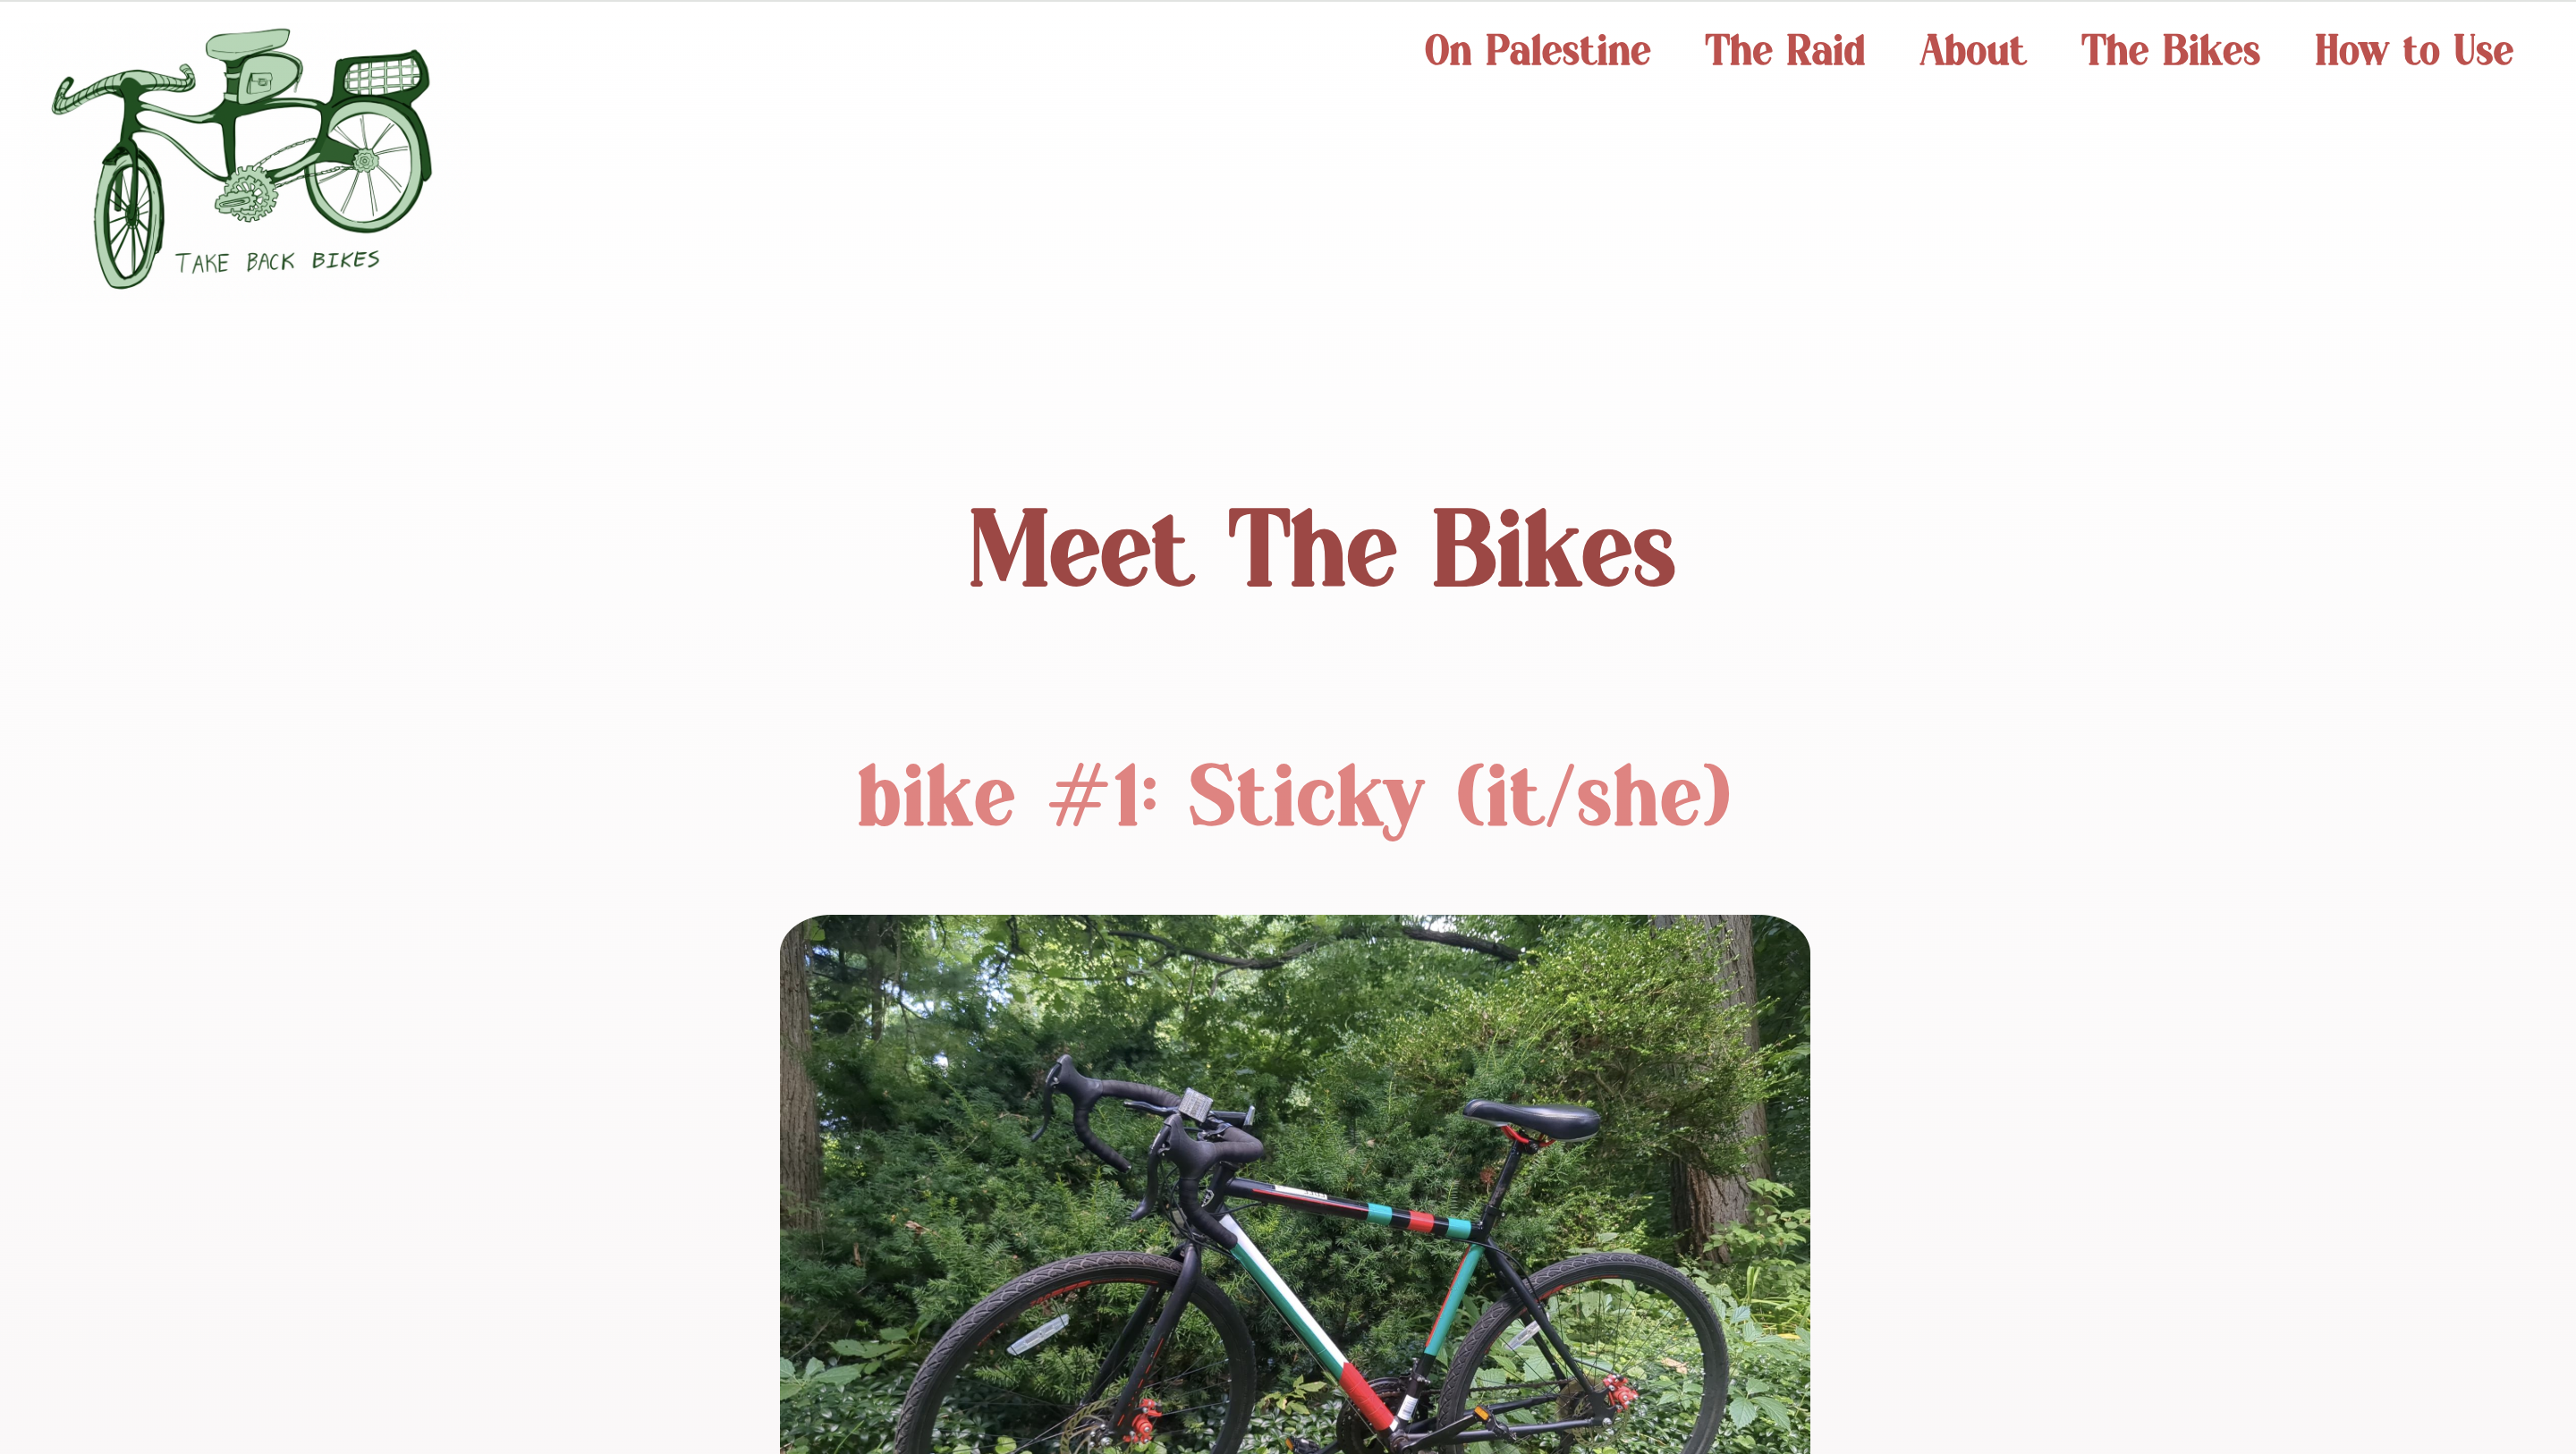 On Palestine The Raid About The Bikes How to Use
TAKE BACK BIKES
Meet The Bikes
bike #1: Sticky (it/she)